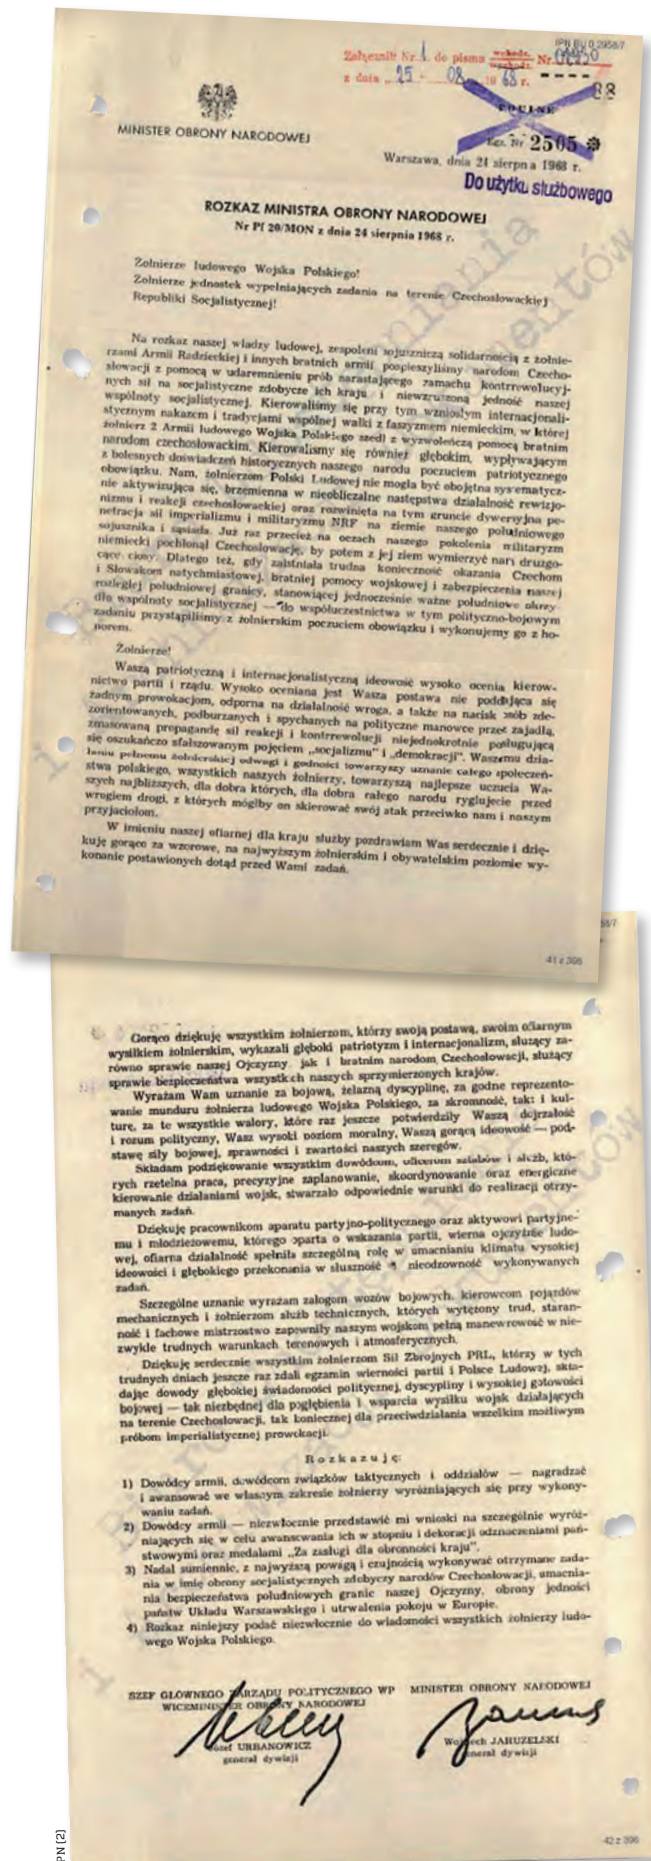 IPN BU 0 2958/7
Załącznik Nr 1 do pisma wchodz. Nr
wychodz.
z dnia „25 - 08 1968 r.
88
MINISTER OBRONY NARODOWEJ
Egz. Nr 2505
Warszawa, dnia 24 sierpnia 1968 r.
Do użytku służbowego
ROZKAZ MINISTRA OBRONY NARODOWEJ
Nr Pf 20/MON z dnia 24 sierpnia 1968 r.
Żołnierze ludowego Wojska Polskiego!
Żołnierze jednostek wypełniających zadania na terenie Czechosłowackiej
Republiki Socjalistycznej!
Na rozkaz naszej władzy ludowej, zespoleni sojuszniczą solidarnością z żołnie-
rzami Armii Radzieckiej i innych bratnich armii pospieszyliśmy narodom Czecho-
słowacji z pomocą w udaremnieniu prób narastającego zamachu kontrrewolucyj-
nych sił na socjalistyczne zdobycze ich kraju i niewzruszoną jedność naszej
wspólnoty socjalistycznej. Kierowaliśmy się przy tym wzniosłym internacjonali-
stycznym nakazem i tradycjami wspólnej walki z faszyzmem niemieckim, w której
żołnierz 2 Armii ludowego Wojska Polskiego szedł z wyzwoleńczą pomocą bratnim
narodom czechosłowackim. Kierowaliśmy się również głębokim, wypływającym
z bolesnych doświadczeń historycznych naszego narodu poczuciem patriotycznego
obowiązku. Nam, żołnierzom Polski Ludowej nie mogła być obojętna systematycz-
nie aktywizująca się, brzemienna w nieobliczalne następstwa działalność rewizjo-
nizmu i reakcji czechosłowackiej oraz rozwinięta na tym gruncie dywersyjna pe-
netracja sił imperializmu i militaryzmu NRF na ziemie naszego południowego
sojusznika i sąsiada. Już raz przecież na oczach naszego pokolenia militaryzm
niemiecki pochłonął Czechosłowację, by potem z jej ziem wymierzyć nam druzgo-
cące ciosy. Dlatego też, gdy zaistniała trudna konieczność okazania Czechom
i Słowakom natychmiastowej, bratniej pomocy wojskowej i zabezpieczenia naszej
rozległej południowej granicy, stanowiącej jednocześnie ważne południowe okrzy-
dle wspólnoty socjalistycznej — do współuczestnictwa w tym polityczno-bojowym
zadaniu przystąpiliśmy z żołnierskim poczuciem obowiązku i wykonujemy go z ho-
norem.
Żołnierze!
Waszą patriotyczną i internacjonalistyczną ideowość wysoko ocenia kierow-
nictwo partii i rządu. Wysoko oceniana jest Wasza postawa nie poddająca się
żadnym prowokacjom, odporna na działalność wroga, a także na nacisk osób zde-
zorientowanych, podburzanych i spychanych na polityczne manowce przez zajadłą,
zmasowaną propagandę sił reakcji i kontrrewolucji niejednokrotnie posługującą
się oszukańczo sfałszowanym pojęciem „socjalizmu” i „demokracji”. Waszemu dzia-
łaniu pełnemu żołnierskiej odwagi i godności towarzyszy uznanie całego społeczeń-
stwa polskiego, wszystkich naszych żołnierzy, towarzyszą najlepsze uczucia Wa-
szych najbliższych, dla dobra których, dla dobra całego narodu ryglujecie przed
wrogiem drogi, z których mógłby on skierować swój atak przeciwko nam i naszym
przyjaciołom.
W imieniu naszej ofiarnej dla kraju służby pozdrawiam Was serdecznie i dzię-
kuję gorąco za wzorowe, na najwyższym żołnierskim i obywatelskim poziomie wy-
konanie postawionych dotąd przed Wami zadań.
41 z 396
58/7
Gorąco dziękuję wszystkim żołnierzom, którzy swoją postawą, swoim ofiarnym
wysiłkiem żołnierskim, wykazali głęboki patriotyzm i internacjonalizm, służący za-
równo sprawie naszej Ojczyzny, jak i bratnim narodom Czechosłowacji, służący
sprawie bezpieczeństwa wszystkich naszych sprzymierzonych krajów.
Wyrażam Wam uznanie za bojową, żelazną dyscyplinę, za godne reprezento-
wanie munduru żołnierza ludowego Wojska Polskiego, za skromność, takt i kul-
turę, za te wszystkie walory, które raz jeszcze potwierdziły Waszą dojrzałość
i rozum polityczny, Wasz wysoki poziom moralny, Waszą gorącą ideowość — pod-
stawę siły bojowej, sprawności i zwartości naszych szeregów.
Składam podziękowanie wszystkim dowódcom, oficerom sztabów i służb, któ-
rych rzetelna praca, precyzyjne zaplanowanie, skoordynowanie oraz energiczne
kierowanie działaniami wojsk, stwarzało odpowiednie warunki do realizacji otrzy-
manych zadań.
Dziękuję pracownikom aparatu partyjno-politycznego oraz aktywowi partyjne-
mu i młodzieżowemu, którego oparta o wskazania partii, wierna ojczyźnie ludo-
wej, ofiarna działalność spełniła szczególną rolę w umacnianiu klimatu wysokiej
ideowości i głębokiego przekonania w słuszność i nieodzowność wykonywanych
zadań.
Szczególne uznanie wyrażam załogom wozów bojowych, kierowcom pojazdów
mechanicznych i żołnierzom służb technicznych, których wytężony trud, staran-
ność i fachowe mistrzostwo zapewniły naszym wojskom pełną manewrowość w nie-
zwykle trudnych warunkach terenowych i atmosferycznych.
Dziękuję serdecznie wszystkim żołnierzom Sił Zbrojnych PRL, którzy w tych
trudnych dniach jeszcze raz zdali egzamin wierności partii i Polsce Ludowej, skła-
dając dowody głębokiej świadomości politycznej, dyscypliny i wysokiej gotowości
bojowej — tak niezbędnej dla pogłębienia i wsparcia wysiłku wojsk działających
na terenie Czechosłowacji, tak koniecznej dla przeciwdziałania wszelkim możliwym
próbom imperialistycznej prowokacji.
Rozkazuję:
1) Dowódcy armii, dowódcom związków taktycznych i oddziałów — nagradzać
i awansować we własnym zakresie żołnierzy wyróżniających się przy wykony-
waniu zadań.
2) Dowódcy armii — niezwłocznie przedstawić mi wnioski na szczególnie wyróż-
niających się w celu awansowania ich w stopniu i dekoracji odznaczeniami pań-
stwowymi oraz medalami „Za zasługi dla obronności kraju”.
3) Nadal sumiennie, z najwyższą powagą i czujnością wykonywać otrzymane zada-
nia w imię obrony socjalistycznych zdobyczy narodów Czechosłowacji, umacnia-
nia bezpieczeństwa południowych granic naszej Ojczyzny, obrony jedności
państw Układu Warszawskiego i utrwalenia pokoju w Europie.
4) Rozkaz niniejszy podać niezwłocznie do wiadomości wszystkich żołnierzy ludo-
wego Wojska Polskiego.
SZEF GŁÓWNEGO ZARZĄDU POLITYCZNEGO WP
WICEMINISTER OBRONY NARODOWEJ
Józef URBANOWICZ
generał dywizji
MINISTER OBRONY NARODOWEJ
Wojciech JARUZELSKI
generał dywizji
42 z 396
PN (2)